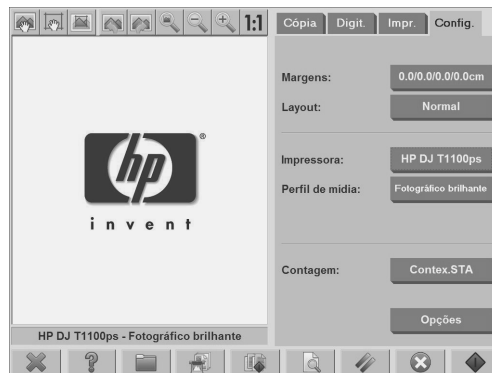 1:1
Cópia Digit. Impr. Config.
Margens: 0.0/0.0/0.0/0.0cm
Layout: Normal
hp ®
invent
Impressora: HP DJ T1100ps
Perfil de mídia: Fotográfico brilhante
Contagem: Contex.STA
Opções
HP DJ T1100ps - Fotográfico brilhante
?